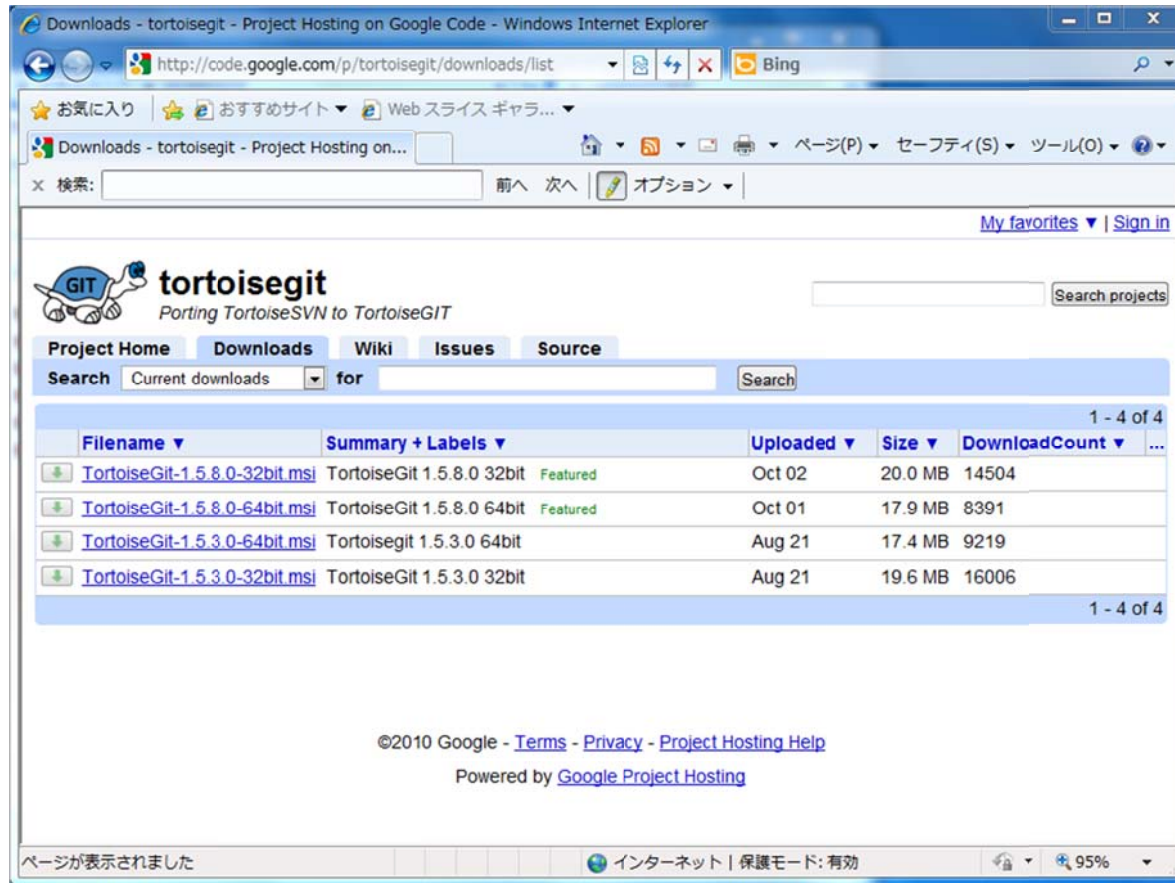 Downloads - tortoisegit - Project Hosting on Google Code - Windows Internet Explorer
http://code.google.com/p/tortoisegit/downloads/list Bing
お気に入り おすすめサイト ▼ Web スライス ギャラ... ▼
Downloads - tortoisegit - Project Hosting on... ページ(P) ▼ セーフティ(S) ▼ ツール(O) ▼
× 検索: 前へ 次へ オプション ▼
My favorites ▼ | Sign in
GIT tortoisegit
Porting TortoiseSVN to TortoiseGIT
Search projects
Project Home Downloads Wiki Issues Source
Search Current downloads for Search
1 - 4 of 4
Filename ▼ Summary + Labels ▼ Uploaded ▼ Size ▼ DownloadCount ▼ ...
TortoiseGit-1.5.8.0-32bit.msi TortoiseGit 1.5.8.0 32bit Featured Oct 02 20.0 MB 14504
TortoiseGit-1.5.8.0-64bit.msi TortoiseGit 1.5.8.0 64bit Featured Oct 01 17.9 MB 8391
TortoiseGit-1.5.3.0-64bit.msi Tortoisegit 1.5.3.0 64bit Aug 21 17.4 MB 9219
TortoiseGit-1.5.3.0-32bit.msi TortoiseGit 1.5.3.0 32bit Aug 21 19.6 MB 16006
1 - 4 of 4
©2010 Google - Terms - Privacy - Project Hosting Help
Powered by Google Project Hosting
ページが表示されました インターネット | 保護モード: 有効 95%